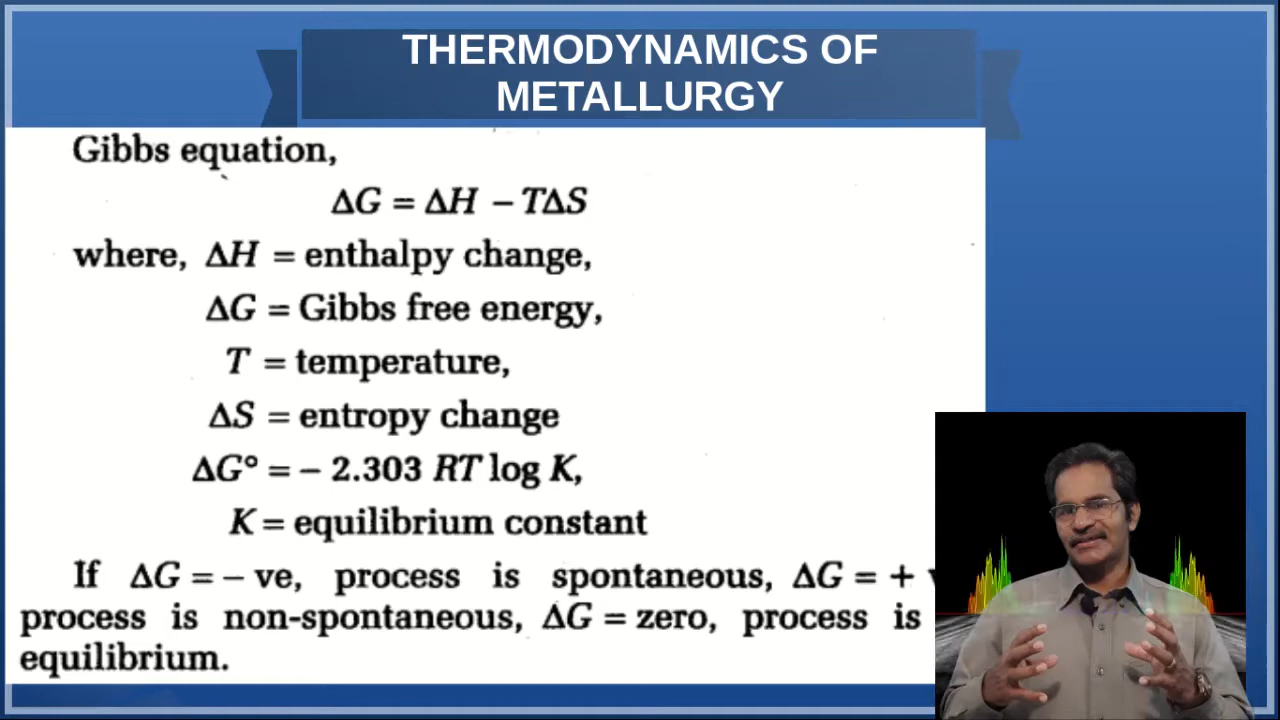 THERMODYNAMICS OF
METALLURGY
Gibbs equation,
ΔG = ΔH − TΔS
where, ΔH = enthalpy change,
ΔG = Gibbs free energy,
T = temperature,
ΔS = entropy change
ΔG° = − 2.303 RT log K,
K = equilibrium constant
If ΔG = − ve, process is spontaneous, ΔG = +
process is non-spontaneous, ΔG = zero, process is
equilibrium.